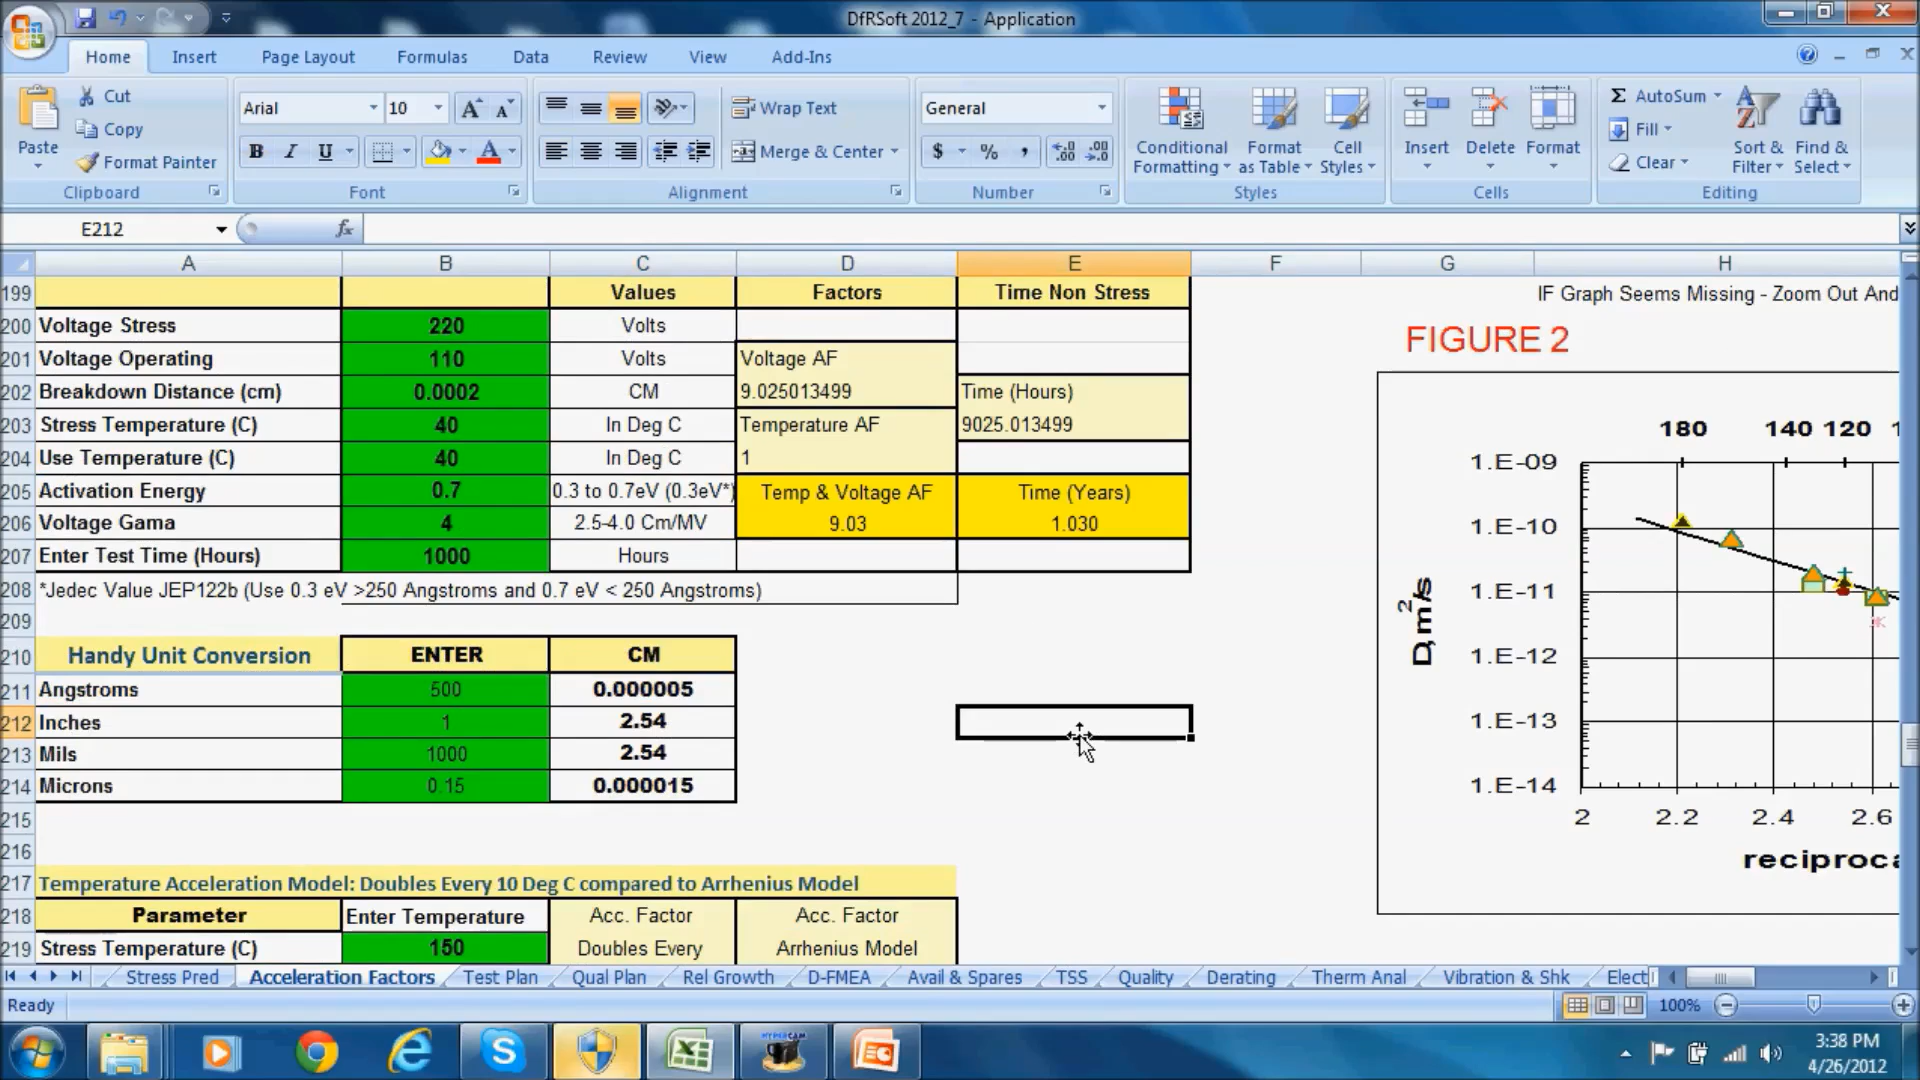 DfRSoft 2012_7 - Application
Home Insert Page Layout Formulas Data Review View Add-Ins
Paste
Cut
Copy
Format Painter
Clipboard
Arial 10
B I U
Font
Wrap Text
Merge & Center
Alignment
General
$ % ,
Number
Conditional Formatting
Format as Table
Cell Styles
Styles
Insert Delete Format
Cells
Σ AutoSum
Fill
Clear
Sort & Filter
Find & Select
Editing
E212 fx
A B C D E F G H
199 Values Factors Time Non Stress
200 Voltage Stress 220 Volts
201 Voltage Operating 110 Volts Voltage AF
202 Breakdown Distance (cm) 0.0002 CM 9.025013499 Time (Hours)
203 Stress Temperature (C) 40 In Deg C Temperature AF 9025.013499
204 Use Temperature (C) 40 In Deg C 1
205 Activation Energy 0.7 0.3 to 0.7eV (0.3eV*) Temp & Voltage AF Time (Years)
206 Voltage Gama 4 2.5-4.0 Cm/MV 9.03 1.030
207 Enter Test Time (Hours) 1000 Hours
208 *Jedec Value JEP122b (Use 0.3 eV >250 Angstroms and 0.7 eV < 250 Angstroms)
209
210 Handy Unit Conversion ENTER CM
211 Angstroms 500 0.000005
212 Inches 1 2.54
213 Mils 1000 2.54
214 Microns 0.15 0.000015
215
216
217 Temperature Acceleration Model: Doubles Every 10 Deg C compared to Arrhenius Model
218 Parameter Enter Temperature Acc. Factor Acc. Factor
219 Stress Temperature (C) 150 Doubles Every Arrhenius Model
IF Graph Seems Missing - Zoom Out And
FIGURE 2
180 140 120 1
1.E-09
1.E-10
1.E-11
1.E-12
1.E-13
1.E-14
D, m²/s
2 2.2 2.4 2.6
reciproca
Stress Pred Acceleration Factors Test Plan Qual Plan Rel Growth D-FMEA Avail & Spares TSS Quality Derating Therm Anal Vibration & Shk Elect
Ready 100%
HYPERCAM
3:38 PM
4/26/2012